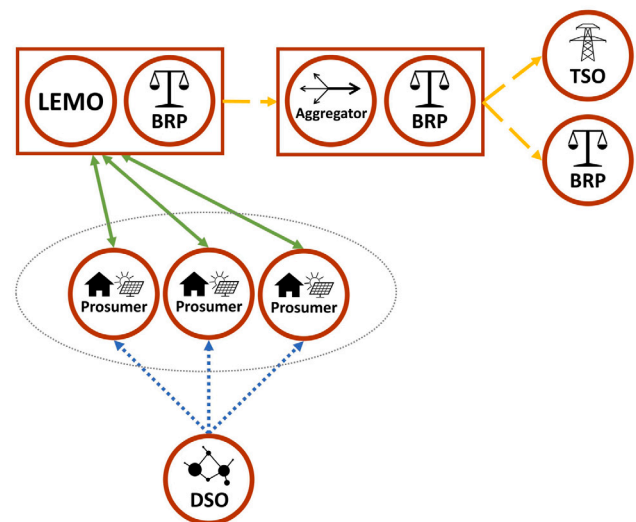 LEMO
BRP
Aggregator
BRP
TSO
BRP
Prosumer
Prosumer
Prosumer
DSO